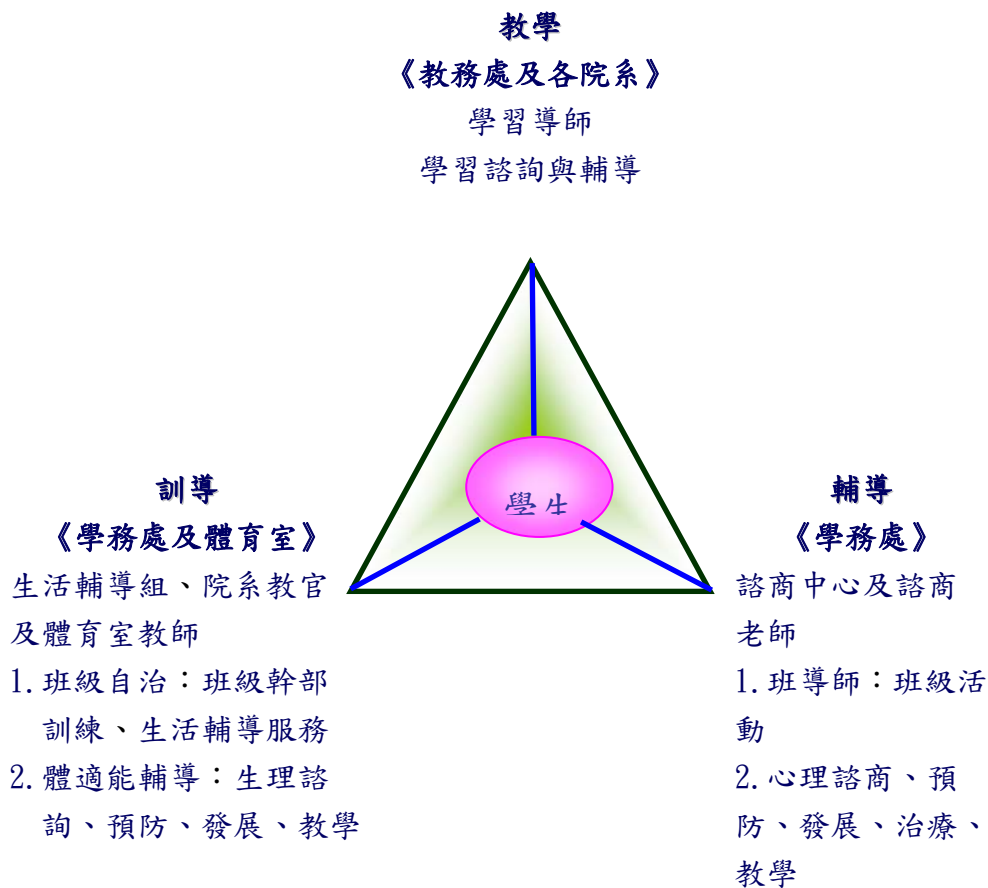 教學
《教務處及各院系》
學習導師
學習諮詢與輔導
學生
訓導
《學務處及體育室》
生活輔導組、院系教官
及體育室教師
1.班級自治：班級幹部
訓練、生活輔導服務
2.體適能輔導：生理諮
詢、預防、發展、教學
輔導
《學務處》
諮商中心及諮商
老師
1.班導師：班級活
動
2.心理諮商、預
防、發展、治療、
教學